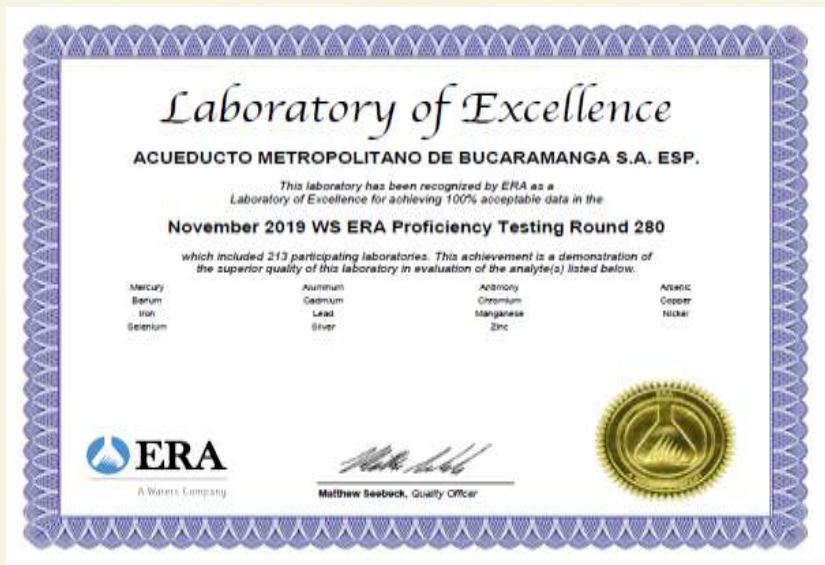 Laboratory of Excellence
ACUEDUCTO METROPOLITANO DE BUCARAMANGA S.A. ESP.
This laboratory has been recognized by ERA as a
Laboratory of Excellence for achieving 100% acceptable data in the
November 2019 WS ERA Proficiency Testing Round 280
which included 213 participating laboratories. This achievement is a demonstration of
the superior quality of this laboratory in evaluation of the analyte(s) listed below.
Mercury Aluminum Antimony Arsenic
Barium Cadmium Chromium Copper
Iron Lead Manganese Nickel
Selenium Silver Zinc
ERA
A Waters Company
Matthew Seebeck, Quality Officer
ERA